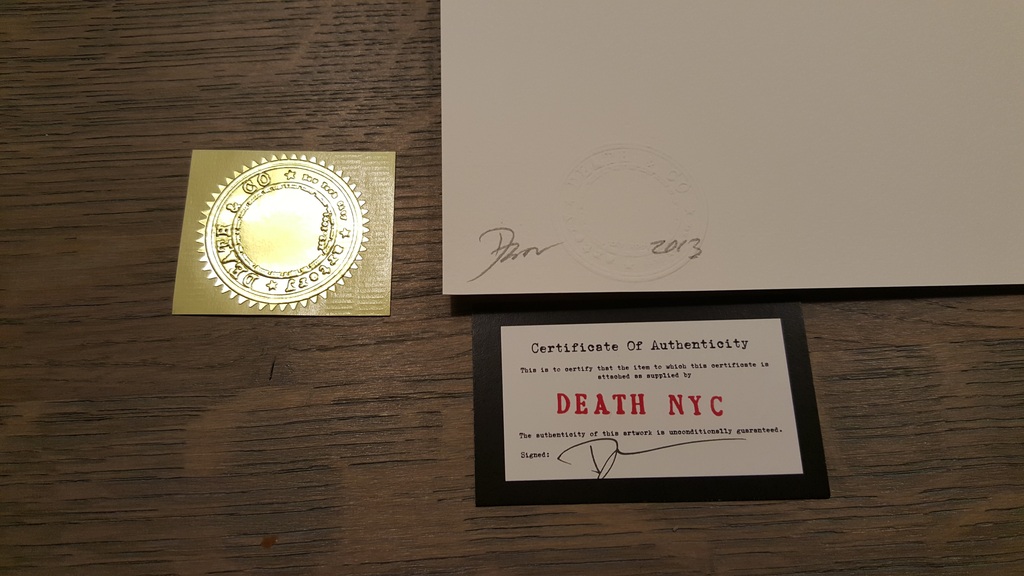 DEATH & CO
2013
Certificate Of Authenticity
This is to certify that the item to which this certificate is
attached as supplied by
DEATH NYC
The authenticity of this artwork is unconditionally guaranteed.
Signed: